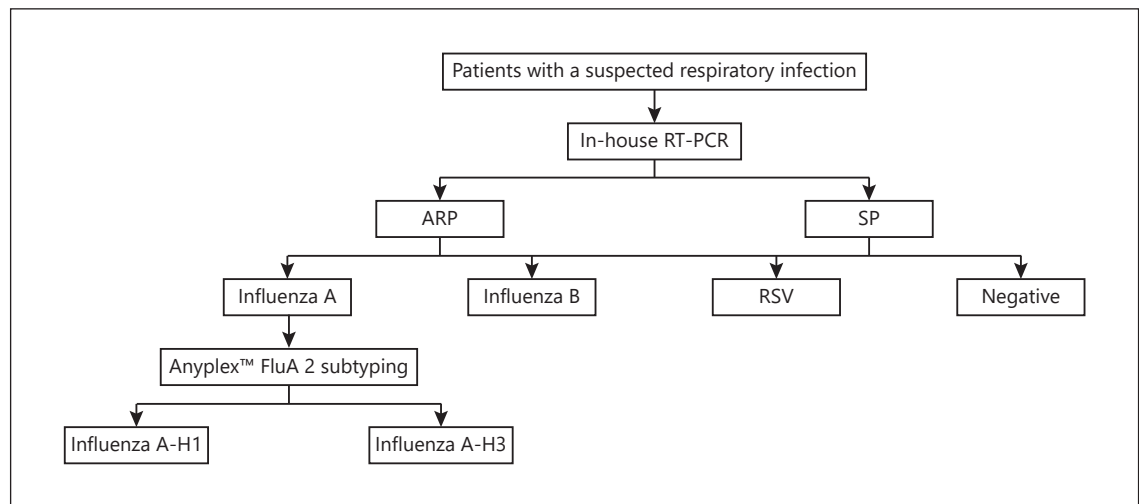 Patients with a suspected respiratory infection
In-house RT-PCR
ARP
SP
Influenza A
Influenza B
RSV
Negative
Anyplex™ FluA 2 subtyping
Influenza A-H1
Influenza A-H3